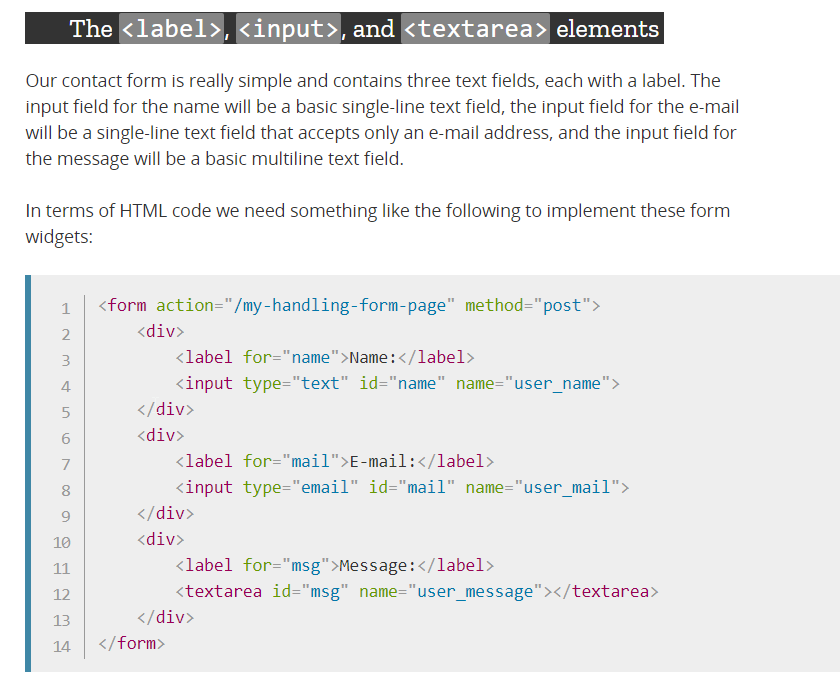 The <label>, <input>, and <textarea> elements
Our contact form is really simple and contains three text fields, each with a label. The
input field for the name will be a basic single-line text field, the input field for the e-mail
will be a single-line text field that accepts only an e-mail address, and the input field for
the message will be a basic multiline text field.
In terms of HTML code we need something like the following to implement these form
widgets:
1 <form action="/my-handling-form-page" method="post">
2     <div>
3         <label for="name">Name:</label>
4         <input type="text" id="name" name="user_name">
5     </div>
6     <div>
7         <label for="mail">E-mail:</label>
8         <input type="email" id="mail" name="user_mail">
9     </div>
10     <div>
11         <label for="msg">Message:</label>
12         <textarea id="msg" name="user_message"></textarea>
13     </div>
14 </form>